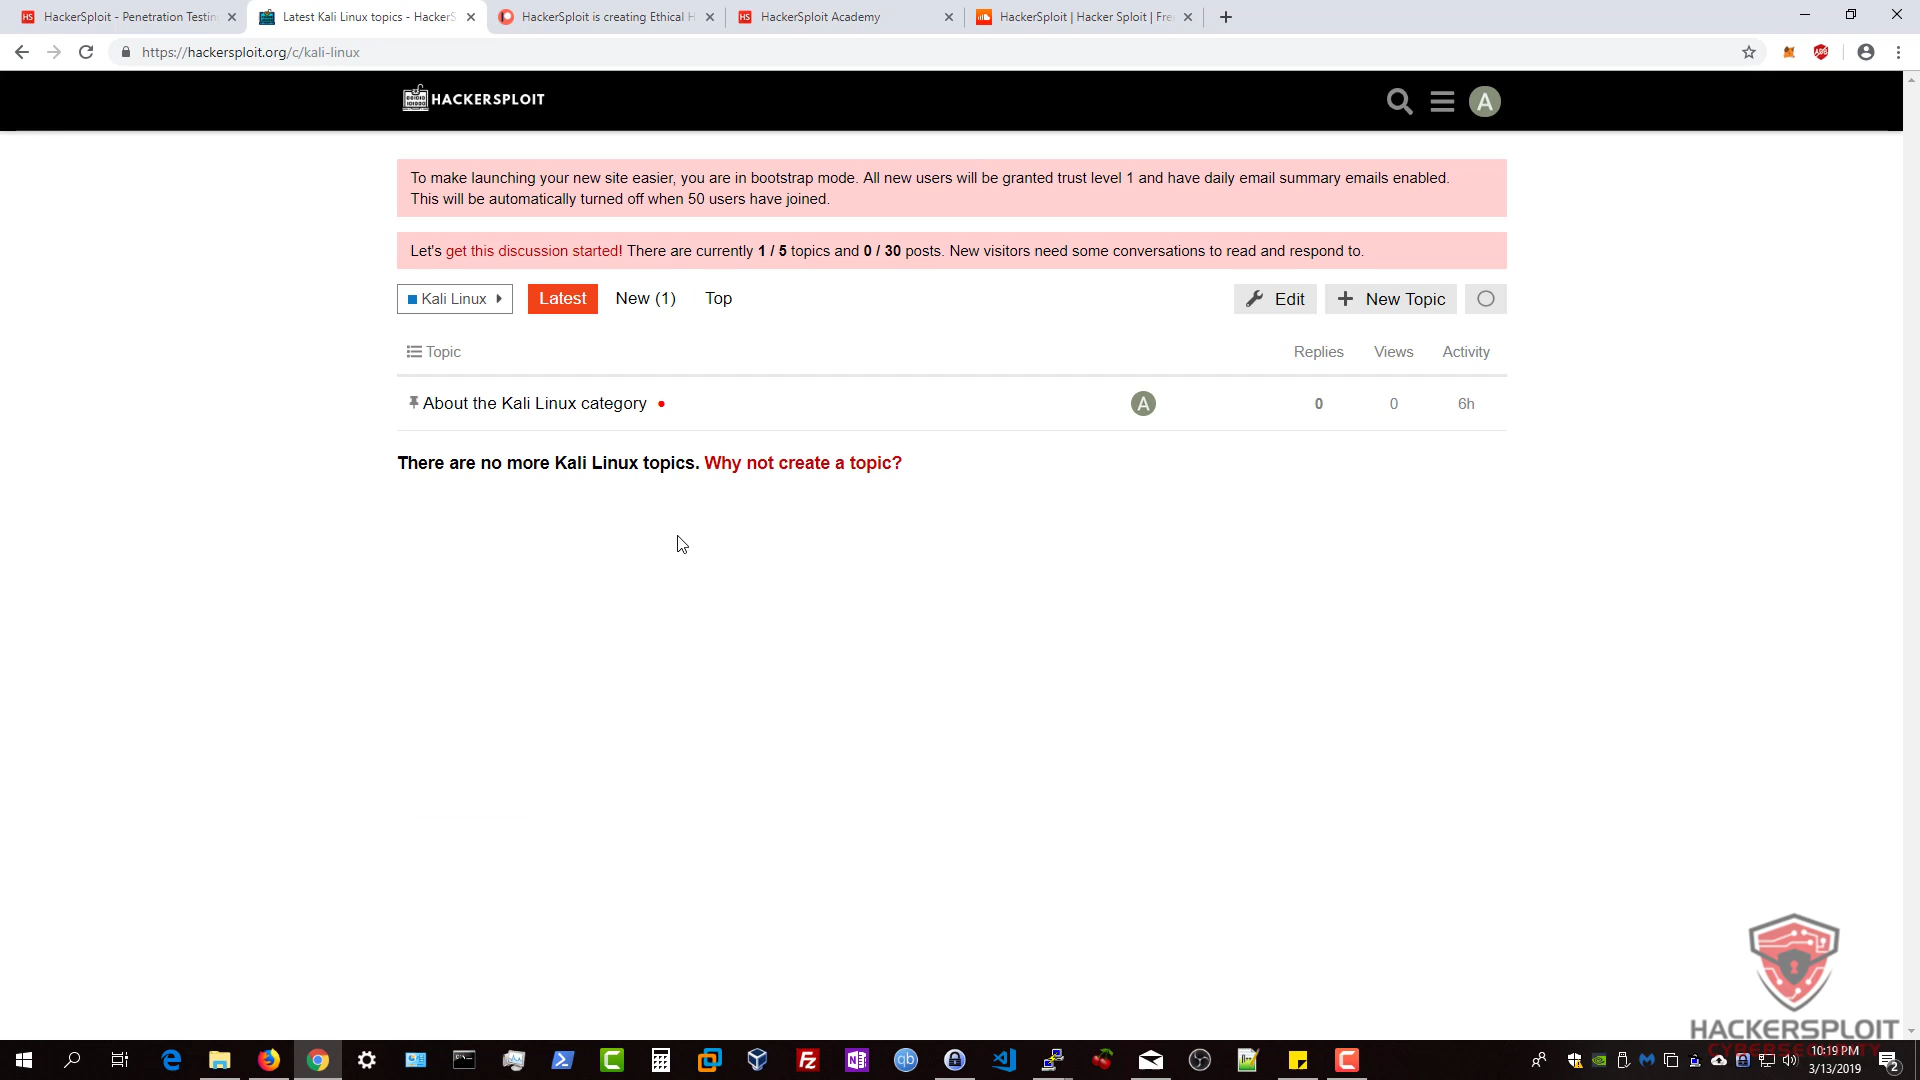 HackerSploit - Penetration Testin
Latest Kali Linux topics - HackerS
HackerSploit is creating Ethical H
HackerSploit Academy
HackerSploit | Hacker Sploit | Fre
https://hackersploit.org/c/kali-linux
HACKERSPLOIT
A
To make launching your new site easier, you are in bootstrap mode. All new users will be granted trust level 1 and have daily email summary emails enabled.
This will be automatically turned off when 50 users have joined.
Let's get this discussion started! There are currently 1 / 5 topics and 0 / 30 posts. New visitors need some conversations to read and respond to.
Kali Linux
Latest
New (1)
Top
Edit
New Topic
Topic
Replies
Views
Activity
About the Kali Linux category
A
0
0
6h
There are no more Kali Linux topics. Why not create a topic?
HACKERSPLOIT
CYBERSECURITY
10:19 PM
3/13/2019
2